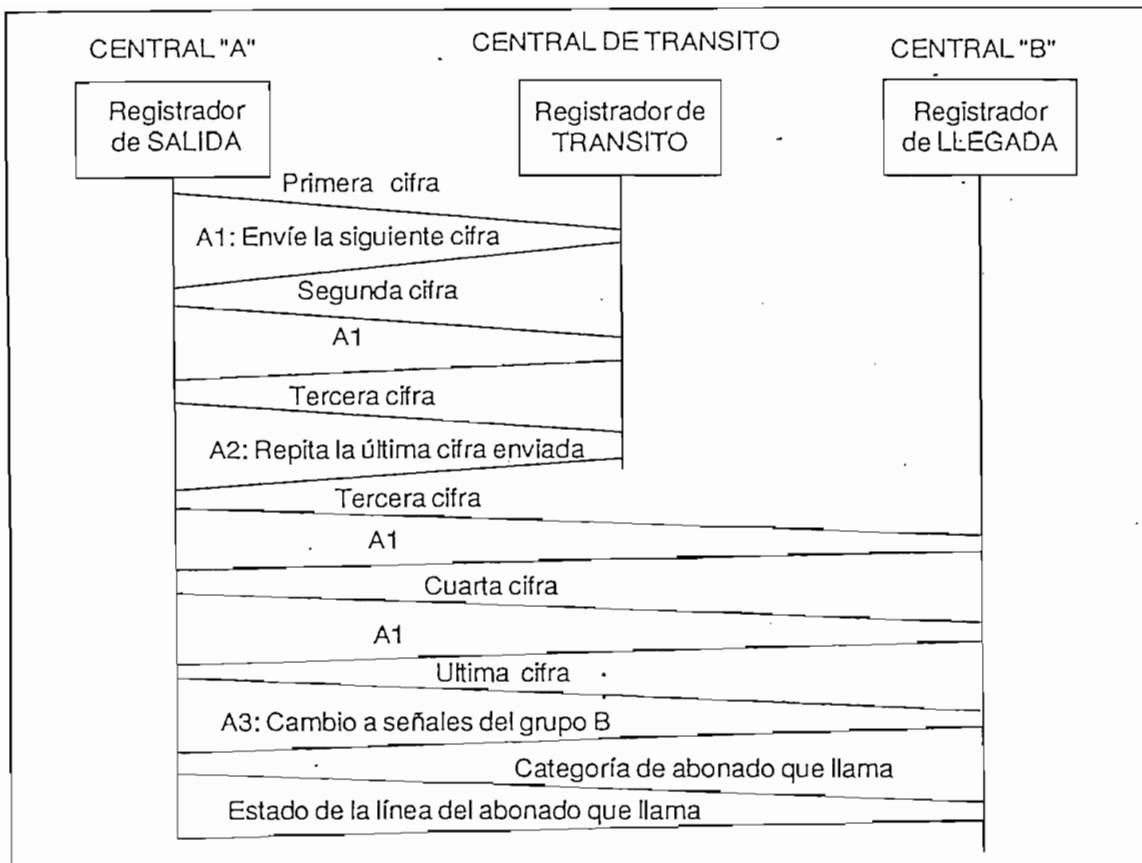 CENTRAL "A"
CENTRAL DE TRANSITO
CENTRAL "B"
Registrador
de SALIDA
Registrador de
TRANSITO
Registrador
de LLEGADA
Primera cifra
A1: Envíe la siguiente cifra
Segunda cifra
A1
Tercera cifra
A2: Repita la última cifra enviada
Tercera cifra
A1
Cuarta cifra
A1
Ultima cifra
A3: Cambio a señales del grupo B
Categoría de abonado que llama
Estado de la línea del abonado que llama